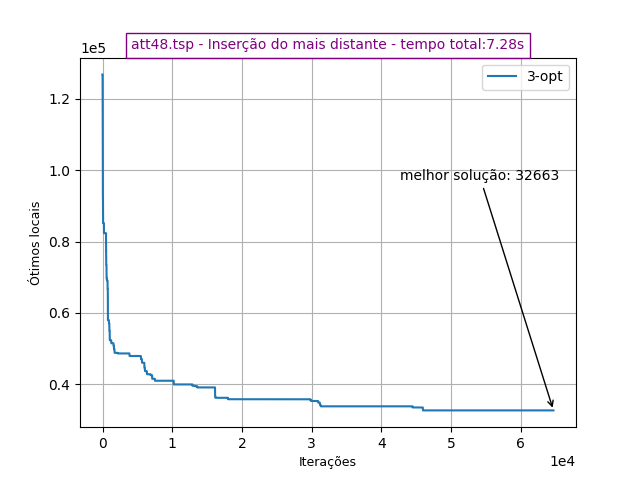 att48.tsp - Inserção do mais distante - tempo total:7.28s
1e5
3-opt
1.2
1.0
0.8
0.6
0.4
melhor solução: 32663
Ótimos locais
0 1 2 3 4 5 6
Iterações
1e4